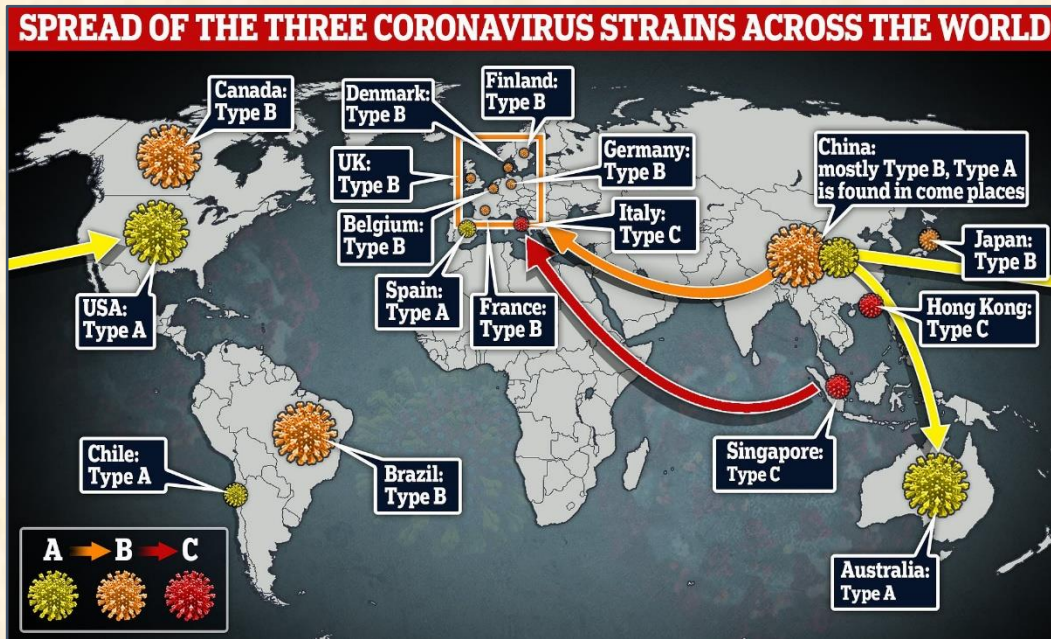 SPREAD OF THE THREE CORONAVIRUS STRAINS ACROSS THE WORLD
Canada:
Type B
Denmark:
Type B
Finland:
Type B
UK:
Type B
Germany:
Type B
China:
mostly Type B, Type A
is found in come places
Belgium:
Type B
Italy:
Type C
Japan:
Type B
USA:
Type A
Spain:
Type A
France:
Type B
Hong Kong:
Type C
Chile:
Type A
Brazil:
Type B
Singapore:
Type C
A B C
Australia:
Type A